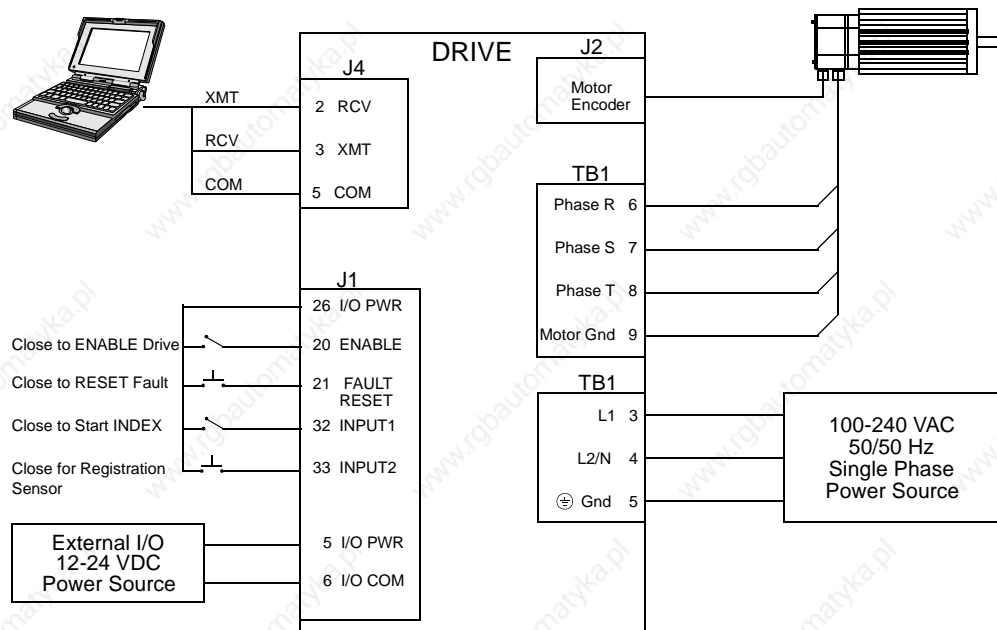 DRIVE
J4
XMT
2 RCV
RCV
3 XMT
COM
5 COM
J2
Motor
Encoder
TB1
Phase R 6
Phase S 7
Phase T 8
Motor Gnd 9
J1
26 I/O PWR
Close to ENABLE Drive
20 ENABLE
Close to RESET Fault
21 FAULT
RESET
Close to Start INDEX
32 INPUT1
Close for Registration
Sensor
33 INPUT2
External I/O
12-24 VDC
Power Source
5 I/O PWR
6 I/O COM
TB1
L1 3
L2/N 4
Gnd 5
100-240 VAC
50/50 Hz
Single Phase
Power Source
www.rgbautomatyka.pl